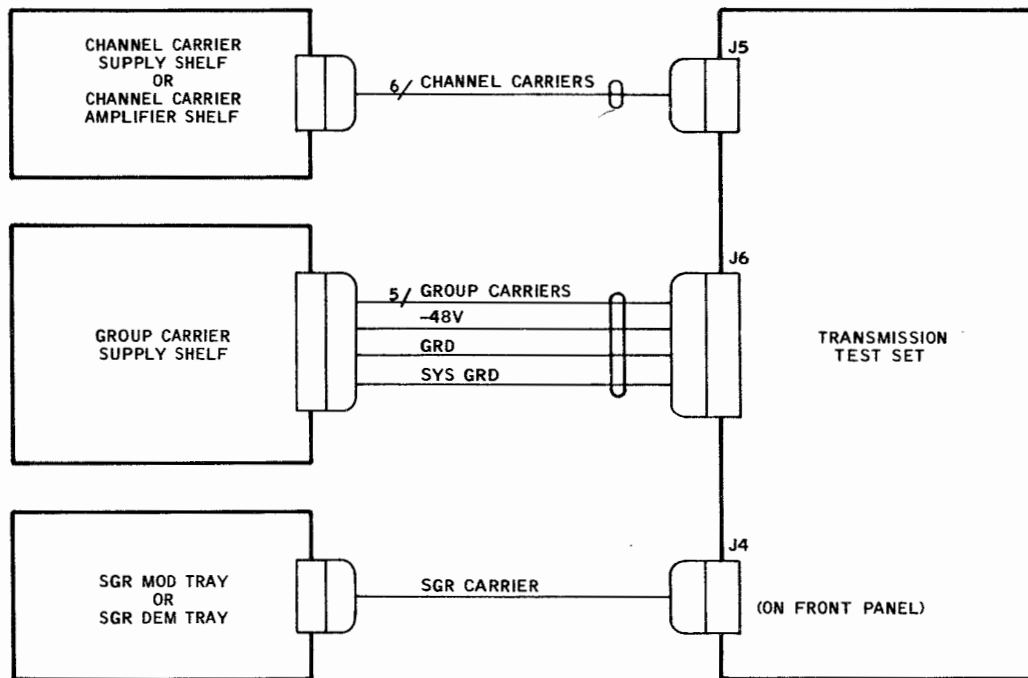 CHANNEL CARRIER
SUPPLY SHELF
OR
CHANNEL CARRIER
AMPLIFIER SHELF
6/ CHANNEL CARRIERS
J5
GROUP CARRIER
SUPPLY SHELF
5/ GROUP CARRIERS
-48V
GRD
SYS GRD
J6
TRANSMISSION
TEST SET
SGR MOD TRAY
OR
SGR DEM TRAY
SGR CARRIER
J4
(ON FRONT PANEL)